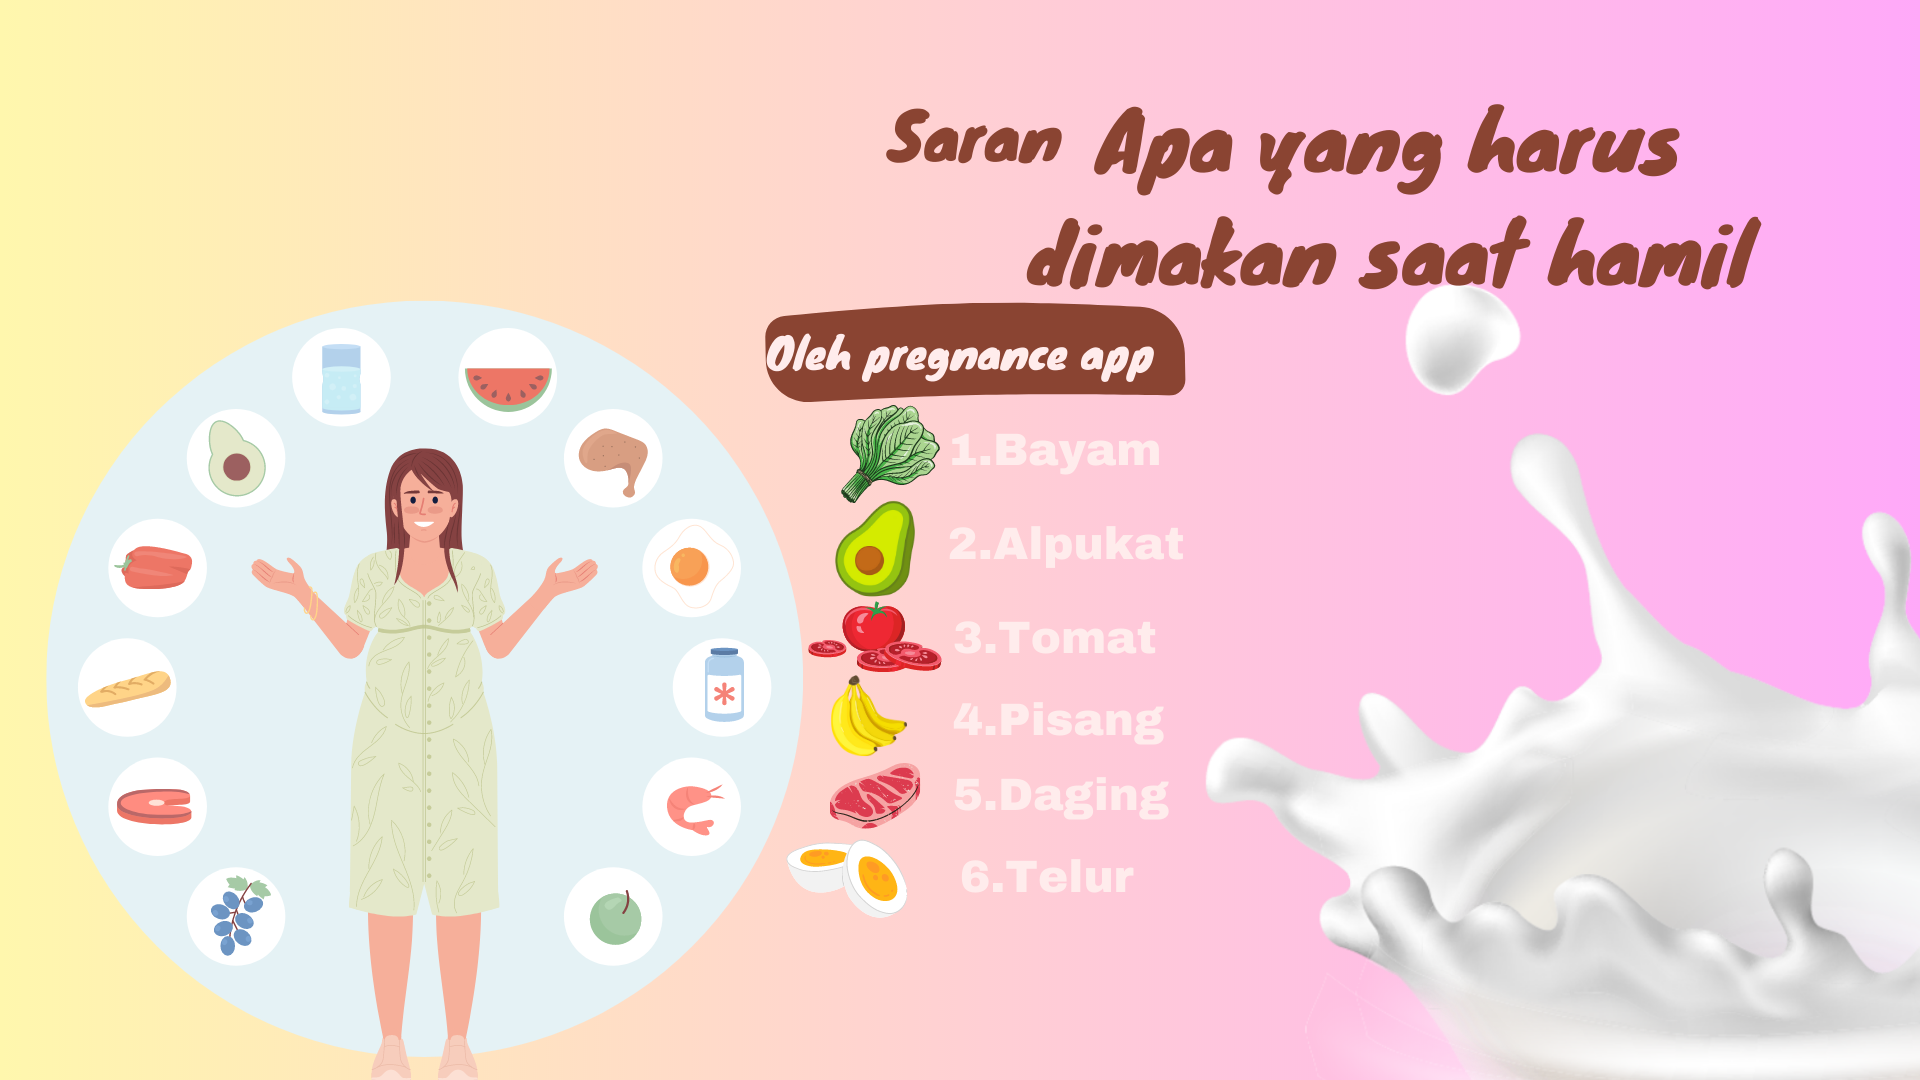 Saran Apa yang harus
dimakan saat hamil
Oleh pregnance app
1.Bayam
2.Alpukat
3.Tomat
4.Pisang
5.Daging
6.Telur